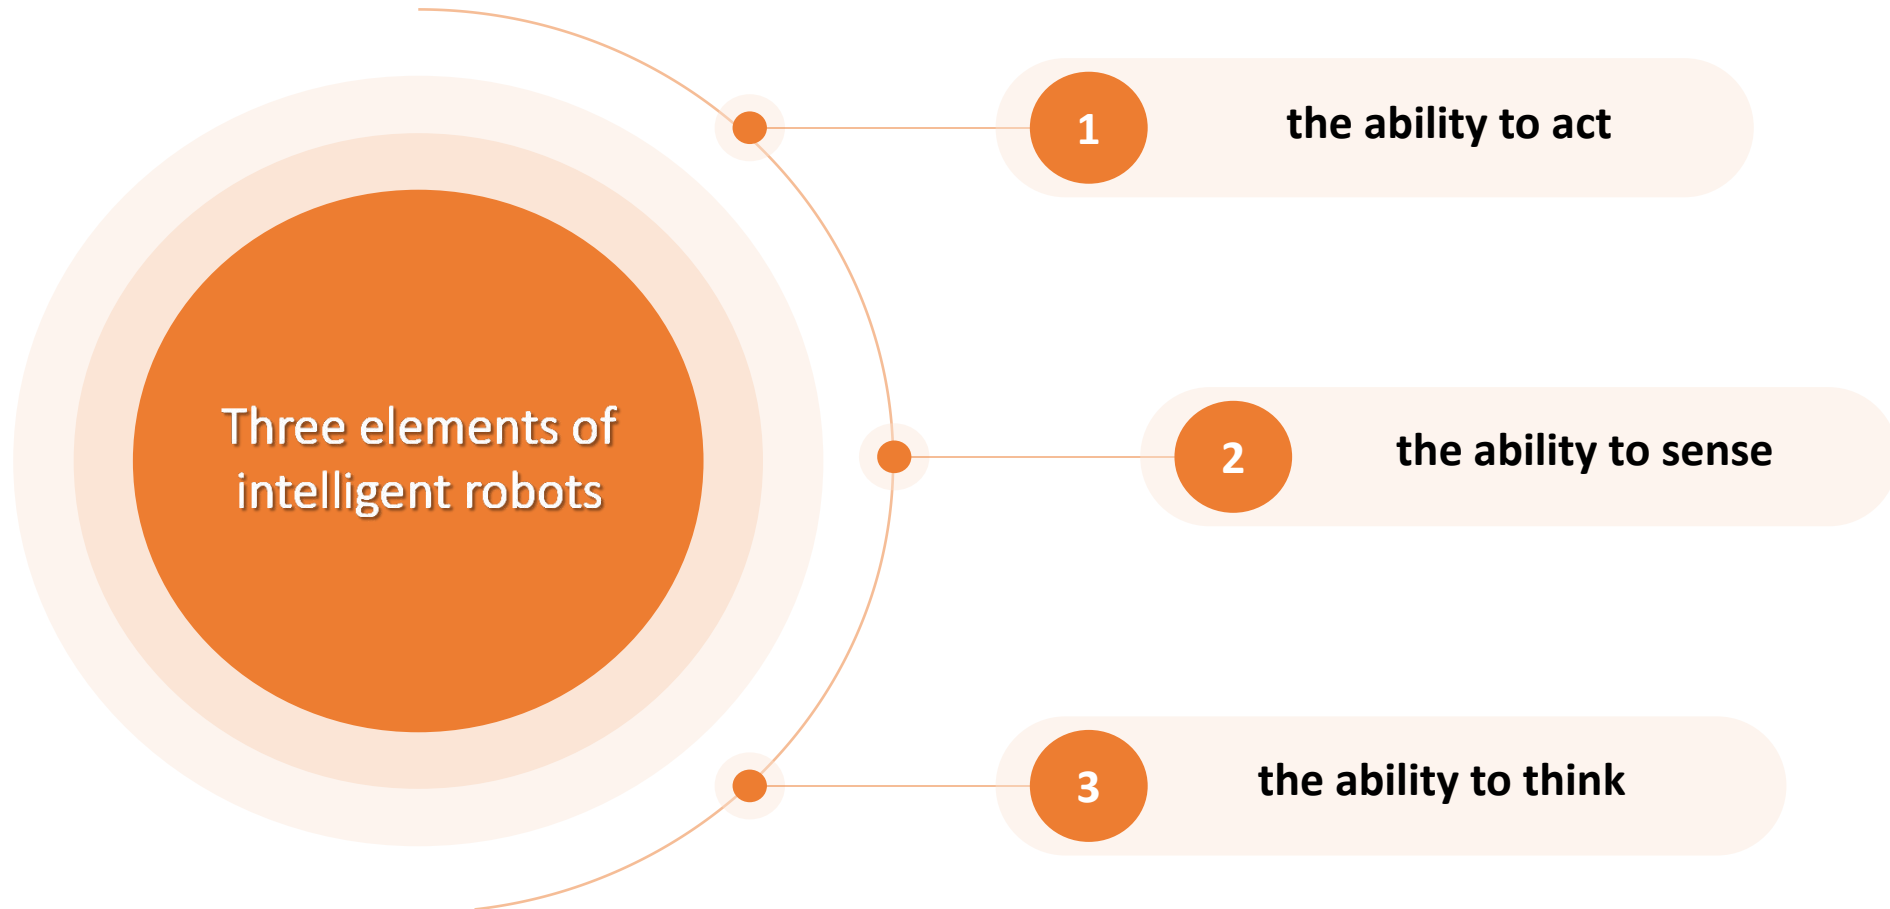 Three elements of
intelligent robots
1
the ability to act
2
the ability to sense
3
the ability to think